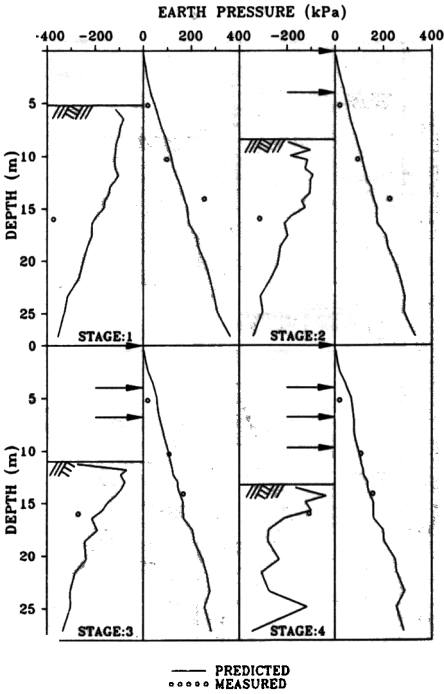 EARTH PRESSURE (kPa)
-400 -200 0 200 -400 -200 0 200 400
5
10
15
20
25
DEPTH (m)
STAGE:1
STAGE:2
0
5
10
15
20
25
DEPTH (m)
STAGE:3
STAGE:4
PREDICTED
MEASURED